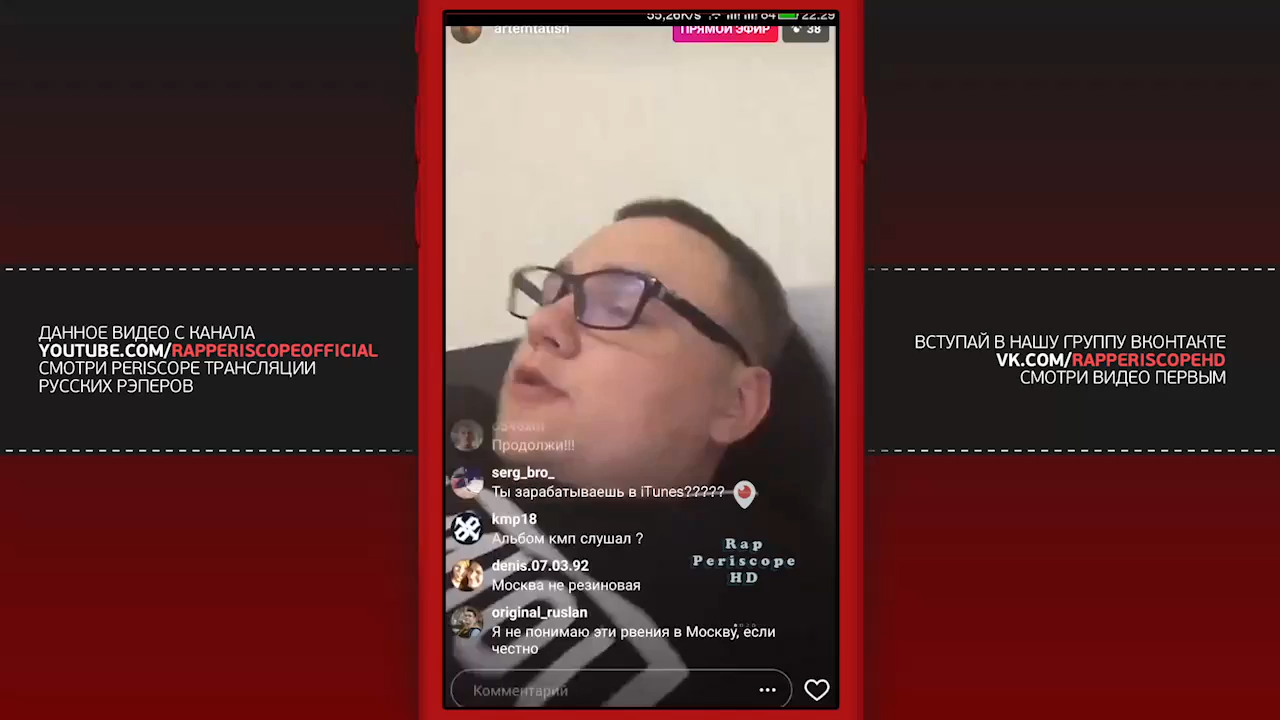 55,26K/s 64 22:29
artemtatish
ПРЯМОЙ ЭФИР
38
ДАННОЕ ВИДЕО С КАНАЛА
YOUTUBE.COM/RAPPERISCOPEOFFICIAL
СМОТРИ PERISCOPE ТРАНСЛЯЦИИ
РУССКИХ РЭПЕРОВ
ВСТУПАЙ В НАШУ ГРУППУ ВКОНТАКТЕ
VK.COM/RAPPERISCOPEHD
СМОТРИ ВИДЕО ПЕРВЫМ
Продолжи!!!
serg_bro_
Ты зарабатываешь в iTunes?????
kmp18
Альбом кмп слушал ?
denis.07.03.92
Москва не резиновая
original_ruslan
Я не понимаю эти рвения в Москву, если
честно
Rap
Periscope
HD
Комментарий